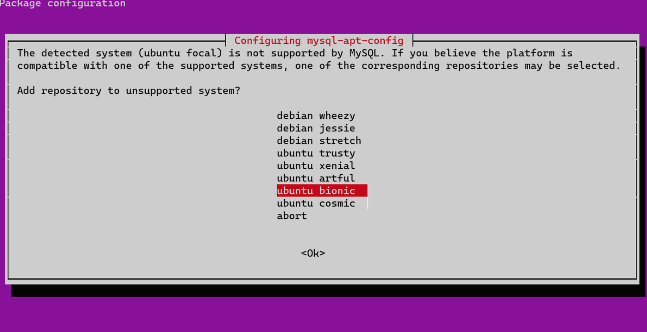 Package configuration
Configuring mysql-apt-config
The detected system (ubuntu focal) is not supported by MySQL. If you believe the platform is
compatible with one of the supported systems, one of the corresponding repositories may be selected.
Add repository to unsupported system?
debian wheezy
debian jessie
debian stretch
ubuntu trusty
ubuntu xenial
ubuntu artful
ubuntu bionic
ubuntu cosmic
abort
<Ok>